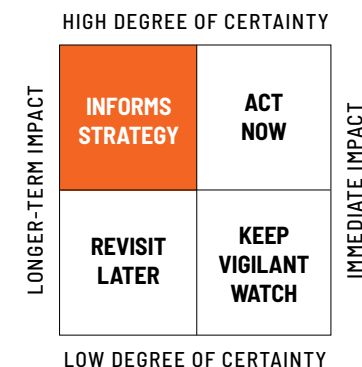 HIGH DEGREE OF CERTAINTY
LONGER-TERM IMPACT
INFORMS
STRATEGY
ACT
NOW
IMMEDIATE IMPACT
REVISIT
LATER
KEEP
VIGILANT
WATCH
LOW DEGREE OF CERTAINTY